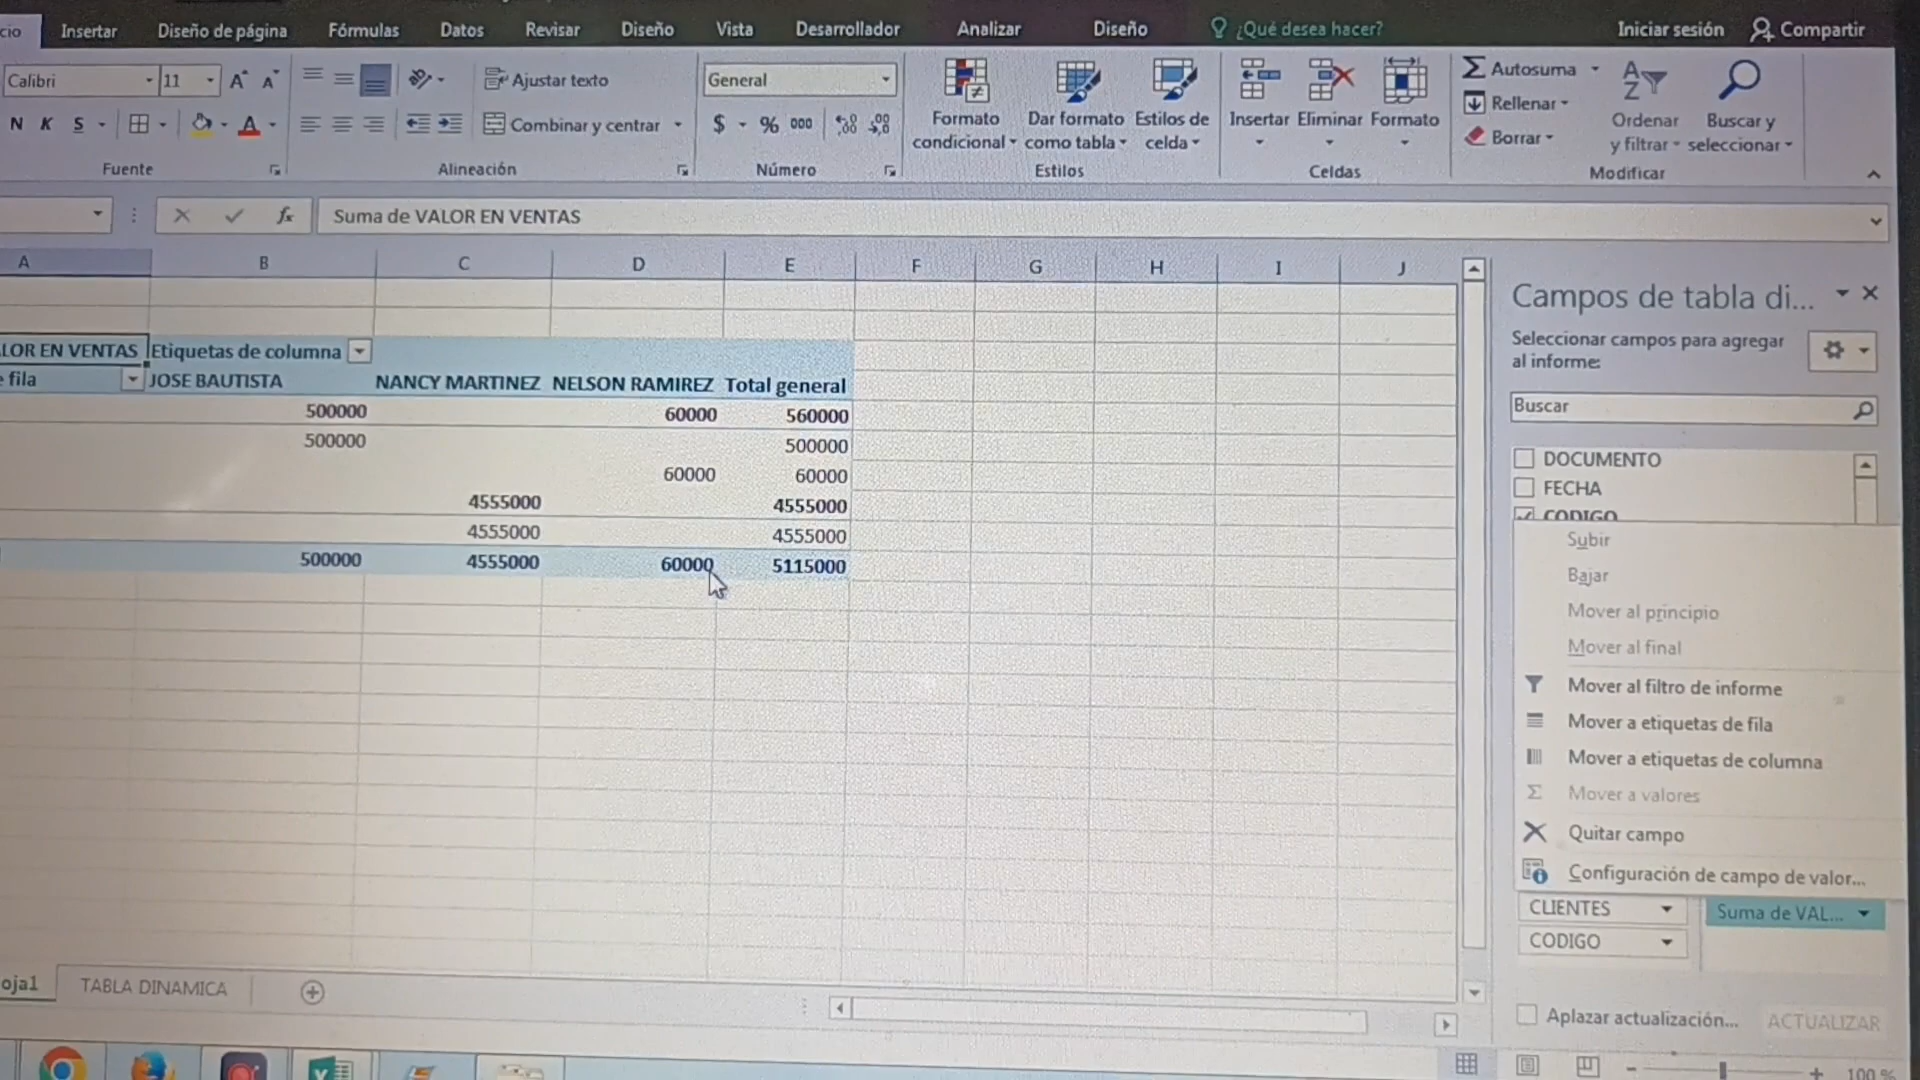 cio Insertar Diseño de página Fórmulas Datos Revisar Diseño Vista Desarrollador Analizar Diseño ¿Qué desea hacer? Iniciar sesión Compartir
Calibri 11 Ajustar texto General Autosuma
Formato condicional Dar formato como tabla Estilos de celda Insertar Eliminar Formato Rellenar Ordenar y filtrar Buscar y seleccionar
N K S A Combinar y centrar $ % 000 Borrar
Fuente Alineación Número Estilos Celdas Modificar
fx Suma de VALOR EN VENTAS
A B C D E F G H I J
LOR EN VENTAS Etiquetas de columna
e fila JOSE BAUTISTA NANCY MARTINEZ NELSON RAMIREZ Total general
500000 60000 560000
500000 500000
60000 60000
4555000 4555000
4555000 4555000
500000 4555000 60000 5115000
Campos de tabla di...
Seleccionar campos para agregar
al informe:
Buscar
DOCUMENTO
FECHA
CODIGO
Subir
Bajar
Mover al principio
Mover al final
Mover al filtro de informe
Mover a etiquetas de fila
Mover a etiquetas de columna
Σ Mover a valores
Quitar campo
Configuración de campo de valor...
CLIENTES Suma de VAL...
CODIGO
Aplazar actualización... ACTUALIZAR
oja1 TABLA DINAMICA
100 %